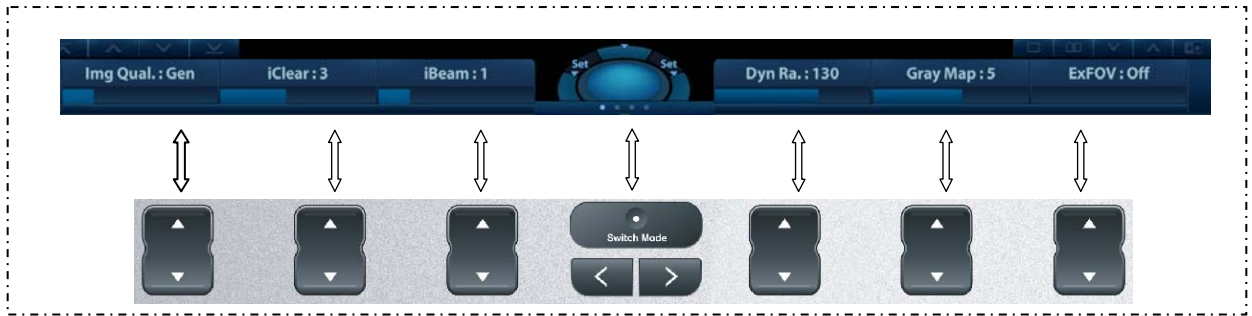 Img Qual. : Gen
iClear : 3
iBeam : 1
Set
Set
Dyn Ra. : 130
Gray Map : 5
ExFOV : Off
Switch Mode